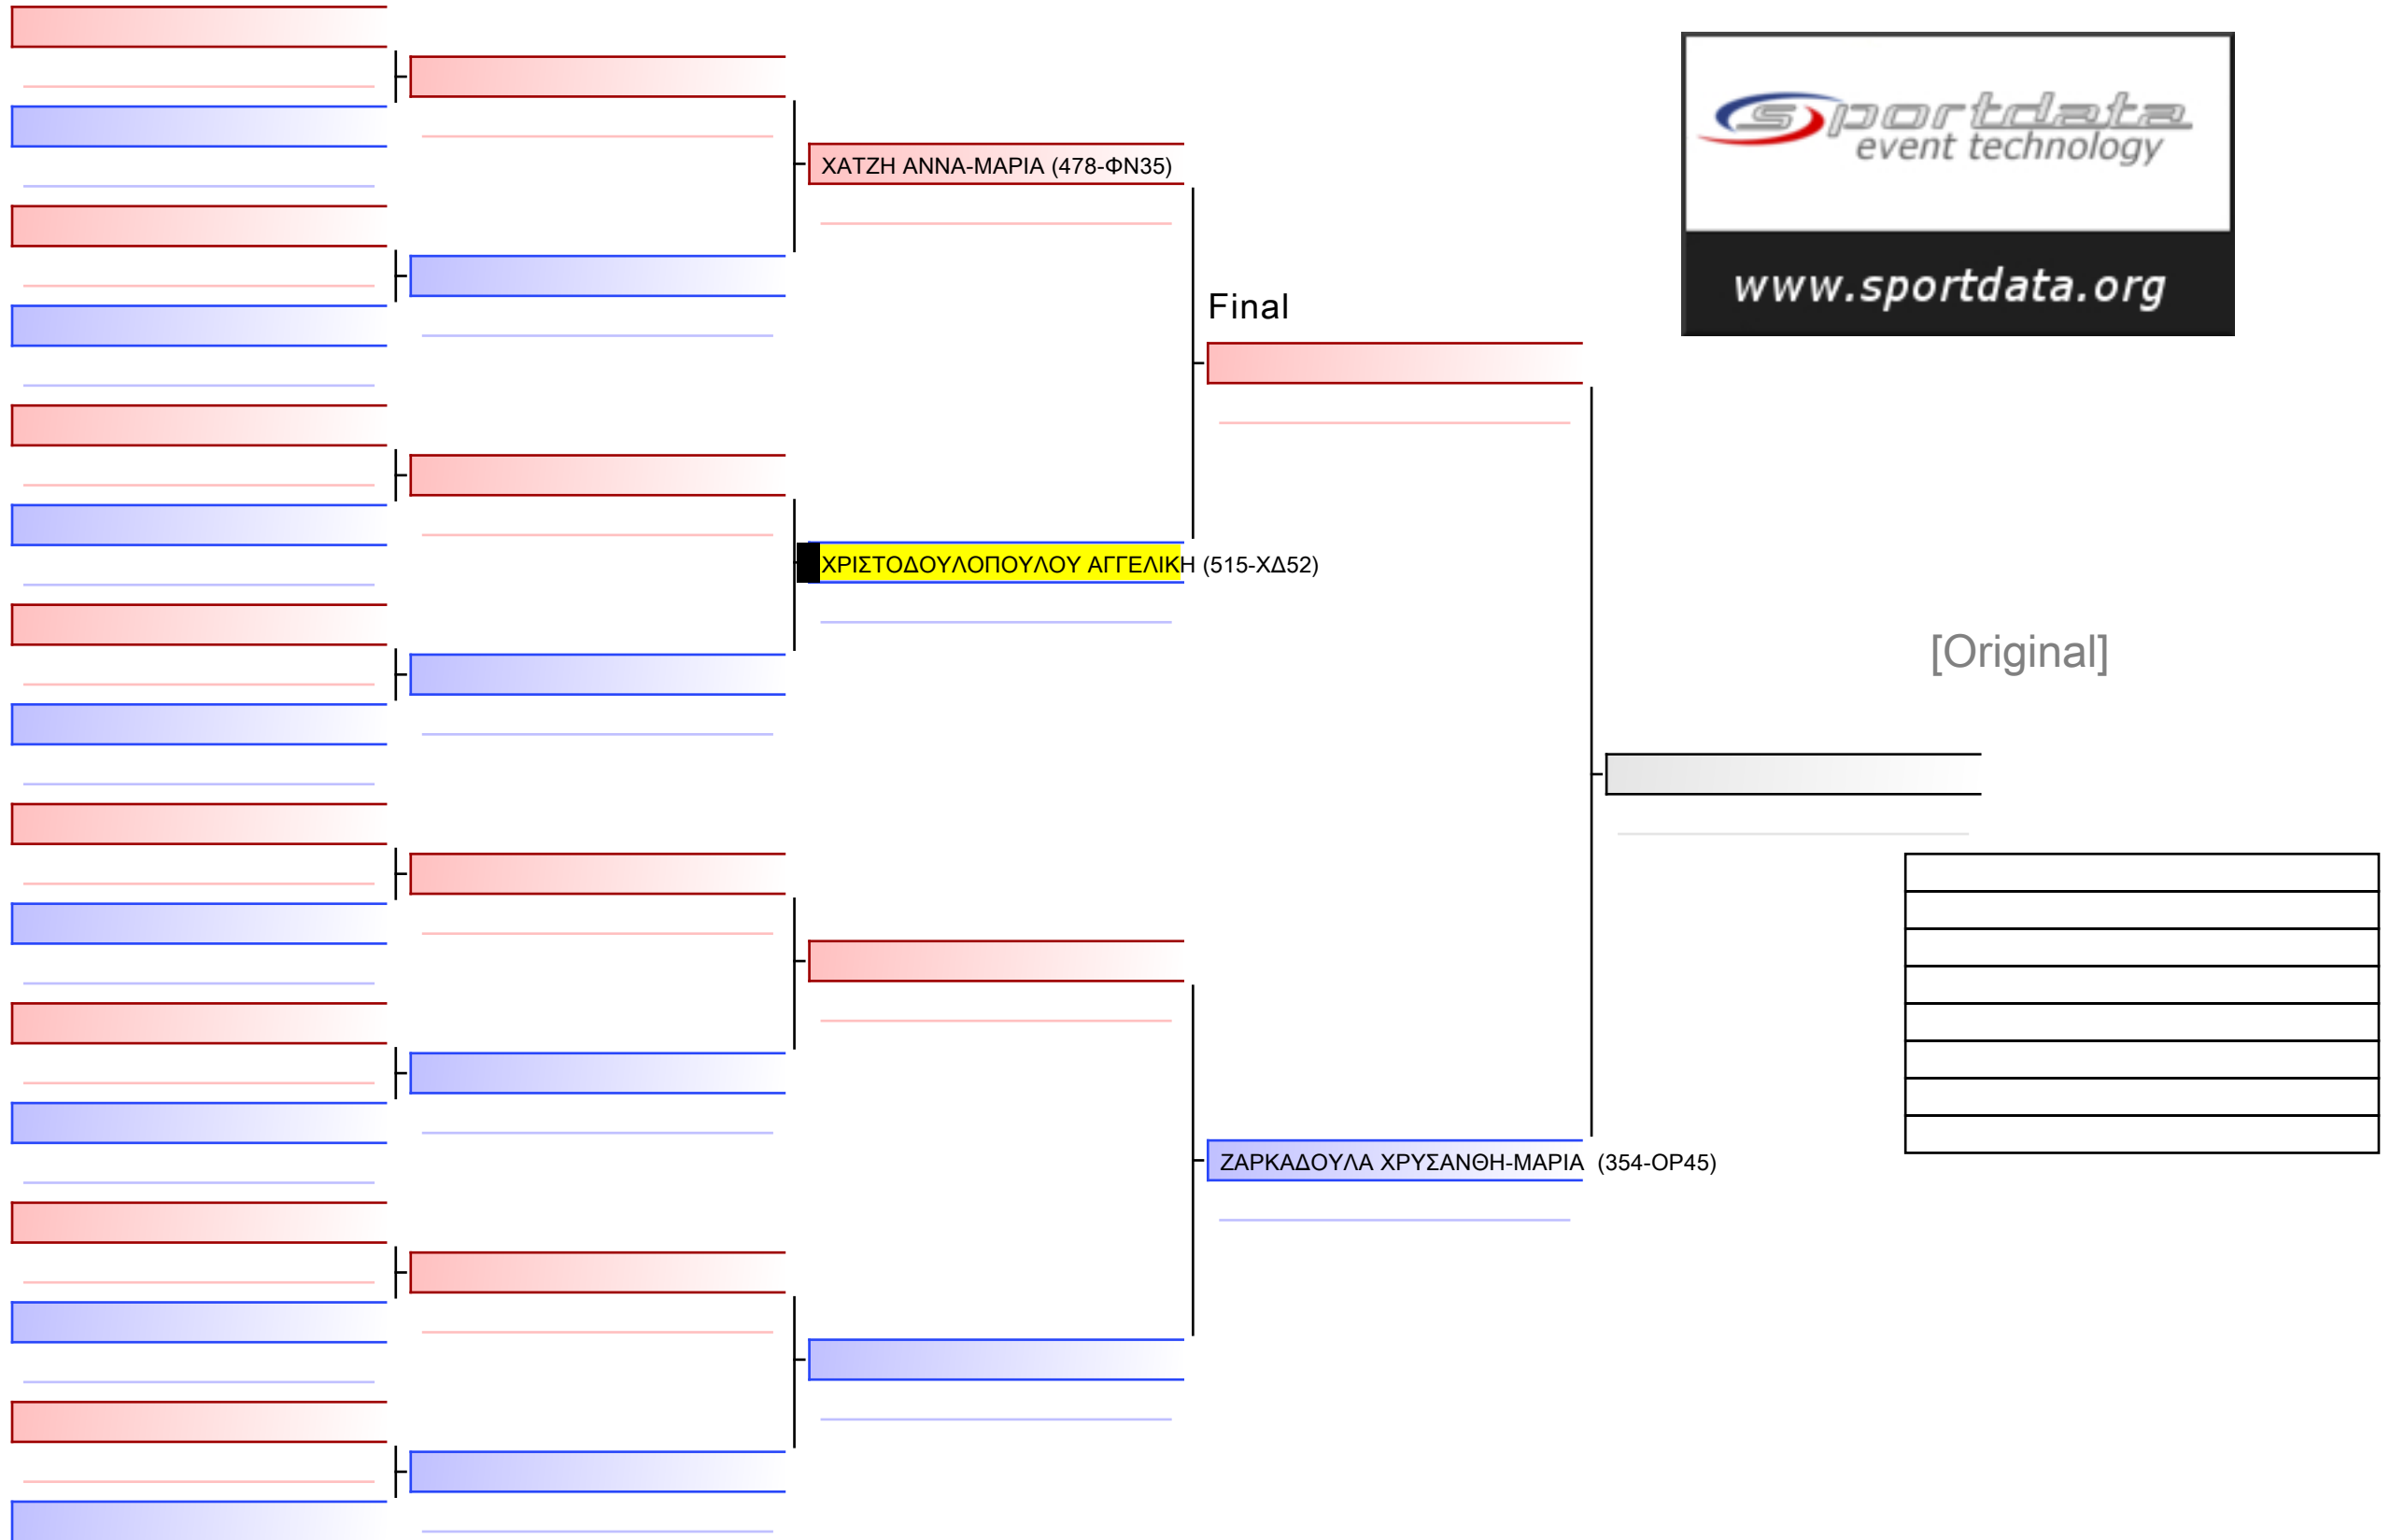 sportdata
event technology
www.sportdata.org
ΧΑΤΖΗ ΑΝΝΑ-ΜΑΡΙΑ (478-ΦΝ35)
Final
ΧΡΙΣΤΟΔΟΥΛΟΠΟΥΛΟΥ ΑΓΓΕΛΙΚΗ (515-ΧΔ52)
[Original]
ΖΑΡΚΑΔΟΥΛΑ ΧΡΥΣΑΝΘΗ-ΜΑΡΙΑ (354-ΟΡ45)